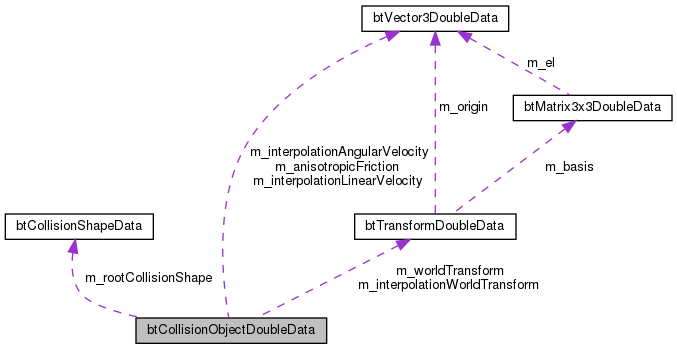 btVector3DoubleData
m_el
m_origin
btMatrix3x3DoubleData
m_interpolationAngularVelocity
m_anisotropicFriction
m_interpolationLinearVelocity
m_basis
btCollisionShapeData
btTransformDoubleData
m_rootCollisionShape
m_worldTransform
m_interpolationWorldTransform
btCollisionObjectDoubleData